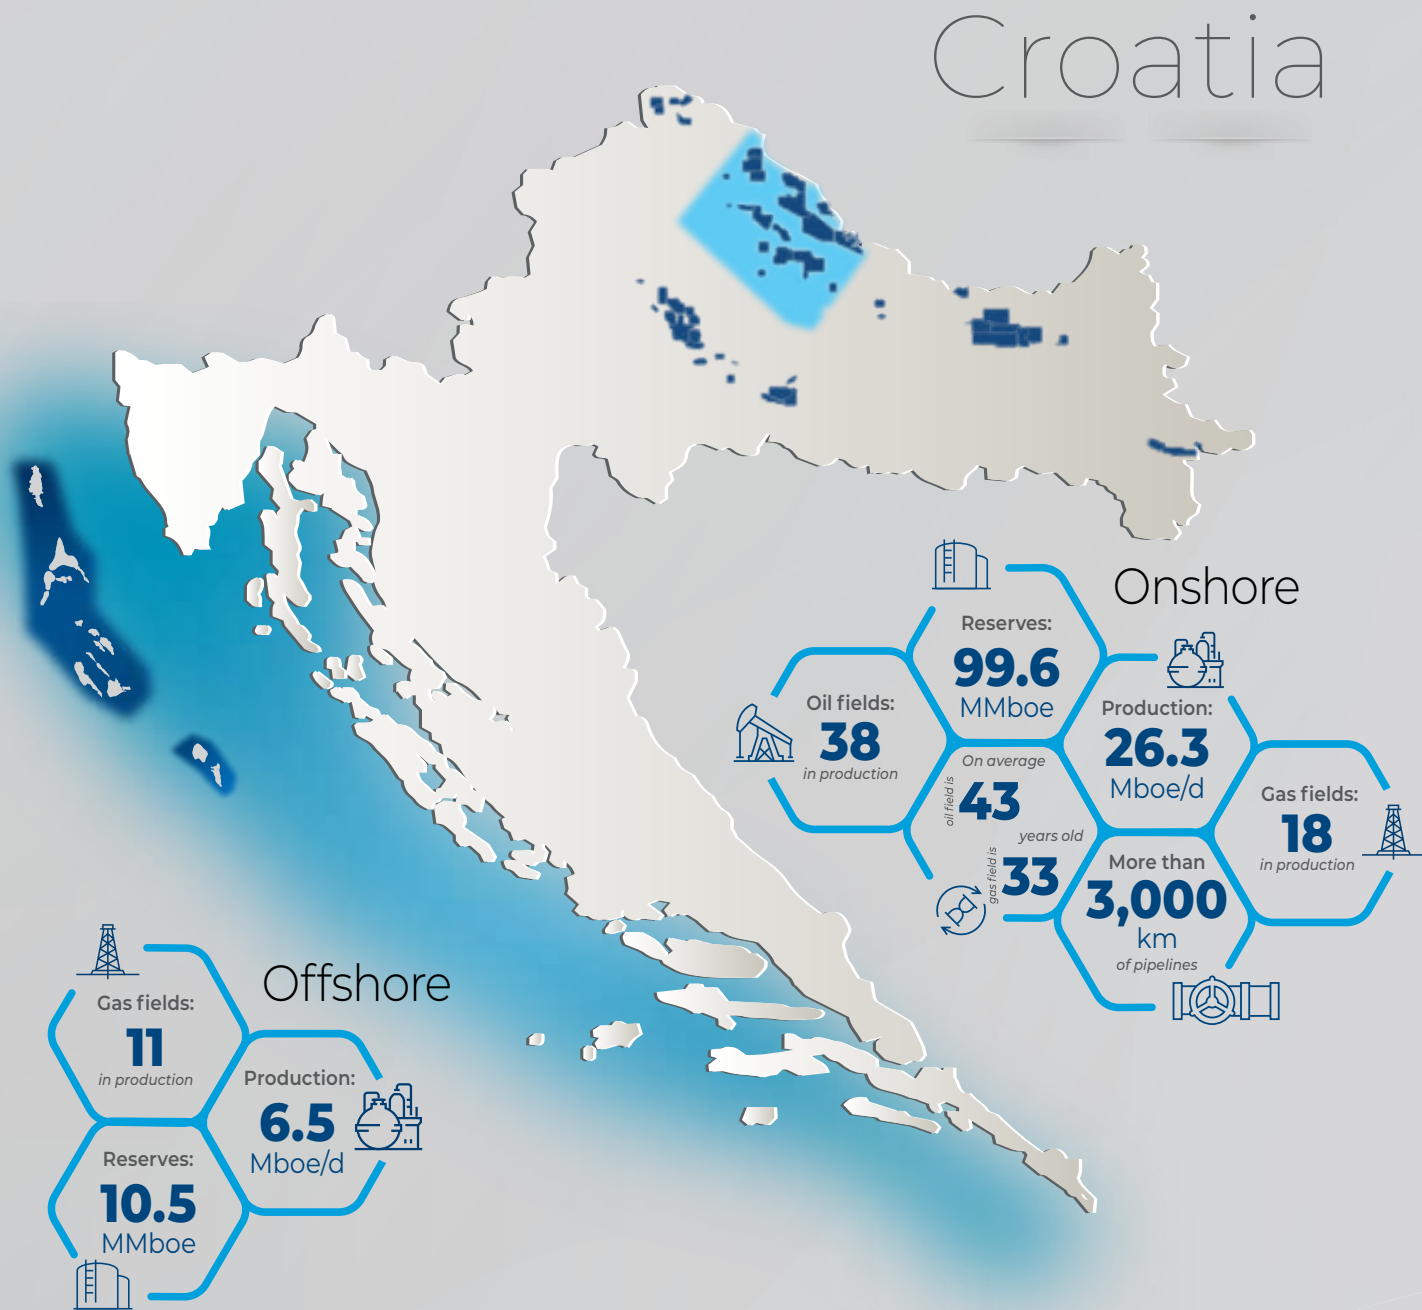 Croatia
Onshore
Reserves:
99.6
MMboe
Oil fields:
38
in production
Production:
26.3
Mboe/d
On average
oil field is
43
years old
gas field is
33
Gas fields:
18
in production
More than
3,000
km
of pipelines
Offshore
Gas fields:
11
in production
Production:
6.5
Mboe/d
Reserves:
10.5
MMboe